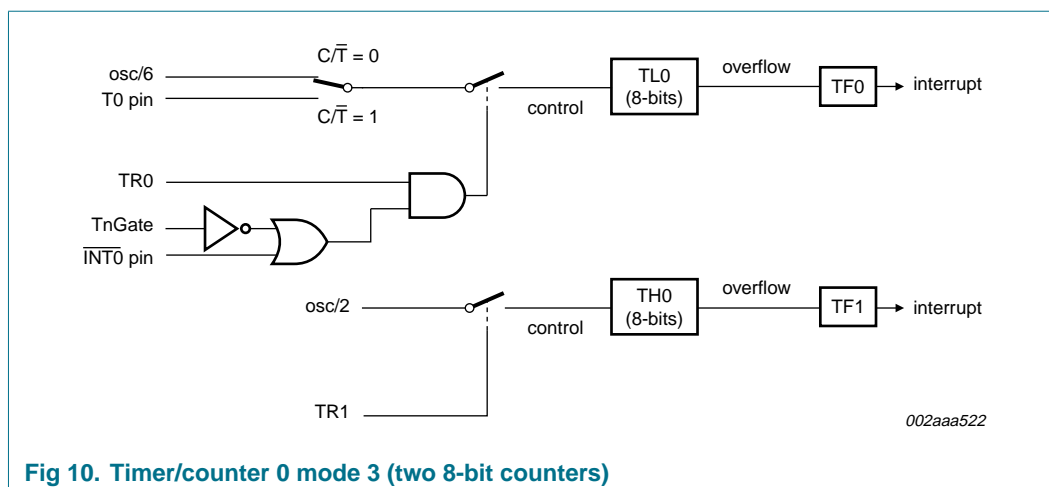 C/T̅ = 0
osc/6
T0 pin
C/T̅ = 1
control
TL0
(8-bits)
overflow
TF0
interrupt
TR0
TnGate
I̅N̅T̅0̅ pin
osc/2
control
TH0
(8-bits)
overflow
TF1
interrupt
TR1
002aaa522
Fig 10. Timer/counter 0 mode 3 (two 8-bit counters)